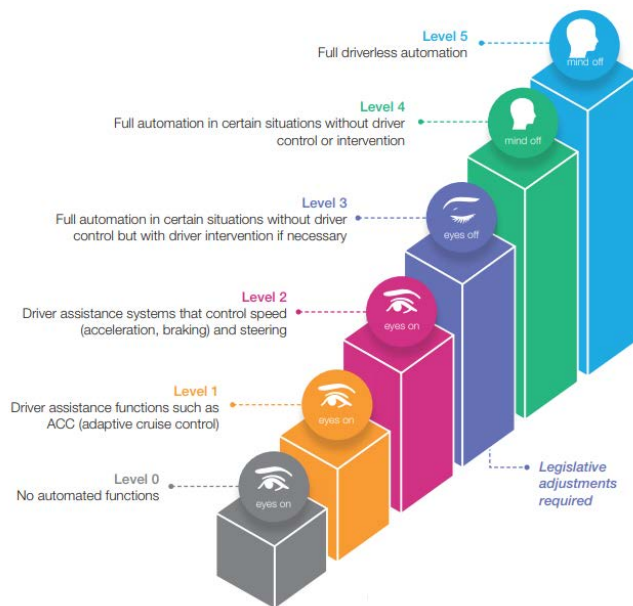 Level 5
Full driverless automation
mind off
Level 4
Full automation in certain situations without driver
control or intervention
mind off
Level 3
Full automation in certain situations without driver
control but with driver intervention if necessary
eyes off
Level 2
Driver assistance systems that control speed
(acceleration, braking) and steering
eyes on
Level 1
Driver assistance functions such as
ACC (adaptive cruise control)
eyes on
Level 0
No automated functions
eyes on
Legislative
adjustments
required